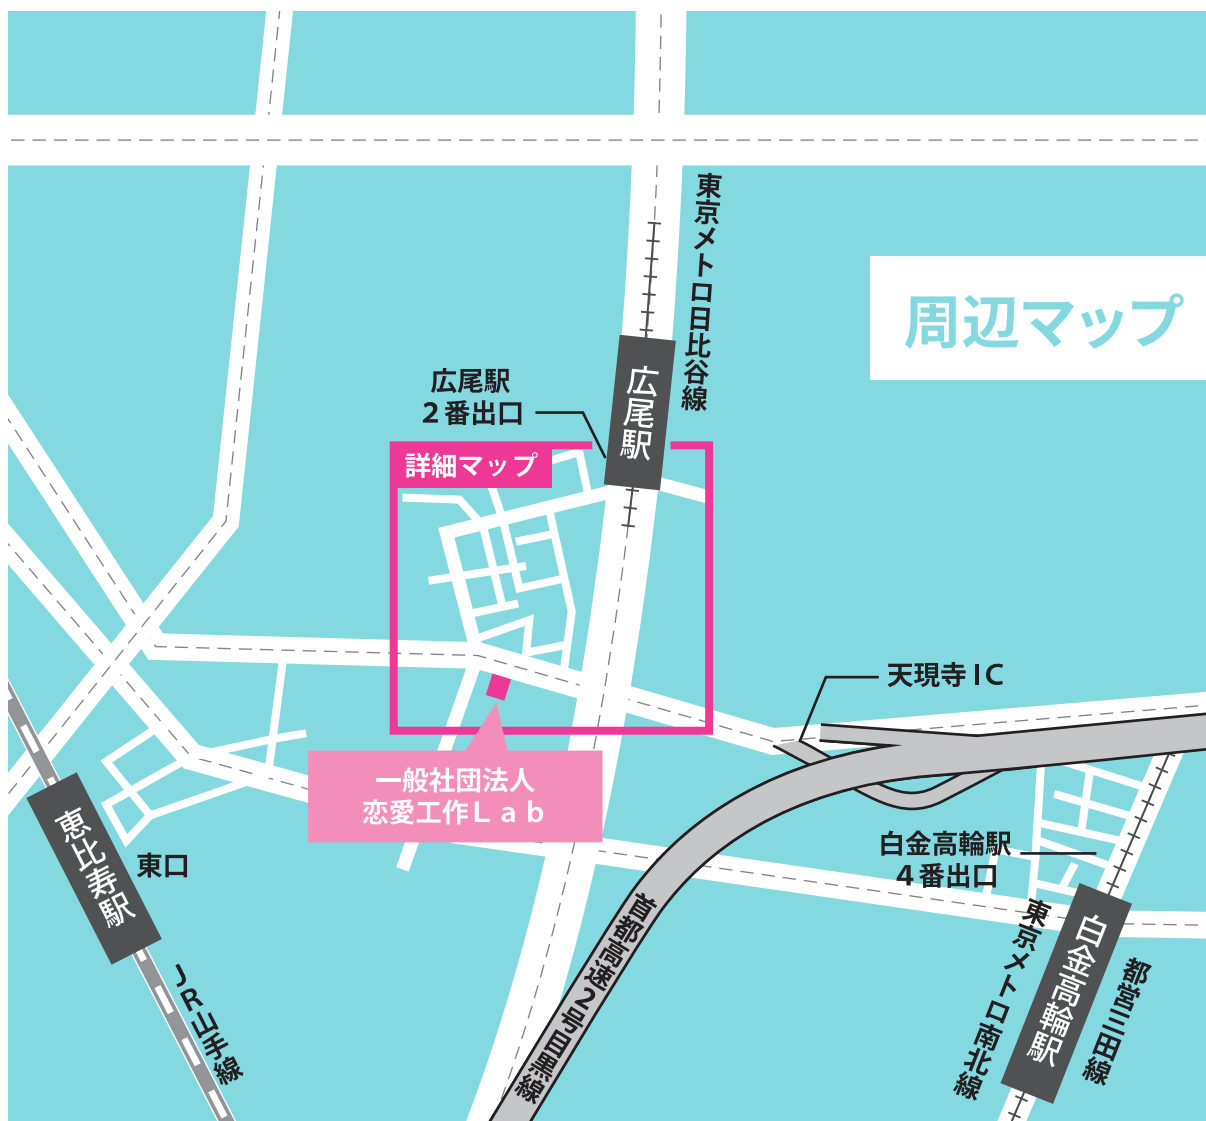 東京メトロ日比谷線
周辺マップ
広尾駅
２番出口
広尾駅
詳細マップ
天現寺ＩＣ
一般社団法人
恋愛工作Ｌａｂ
恵比寿駅
東口
白金高輪駅
４番出口
首都高速２号目黒線
東京メトロ南北線
白金高輪駅
都営三田線
ＪＲ山手線